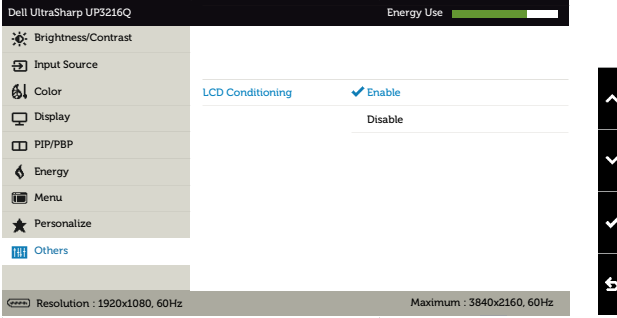 Dell UltraSharp UP3216Q
Energy Use
Brightness/Contrast
Input Source
Color
LCD Conditioning
Enable
Display
Disable
PIP/PBP
Energy
Menu
Personalize
Others
Resolution : 1920x1080, 60Hz
Maximum : 3840x2160, 60Hz